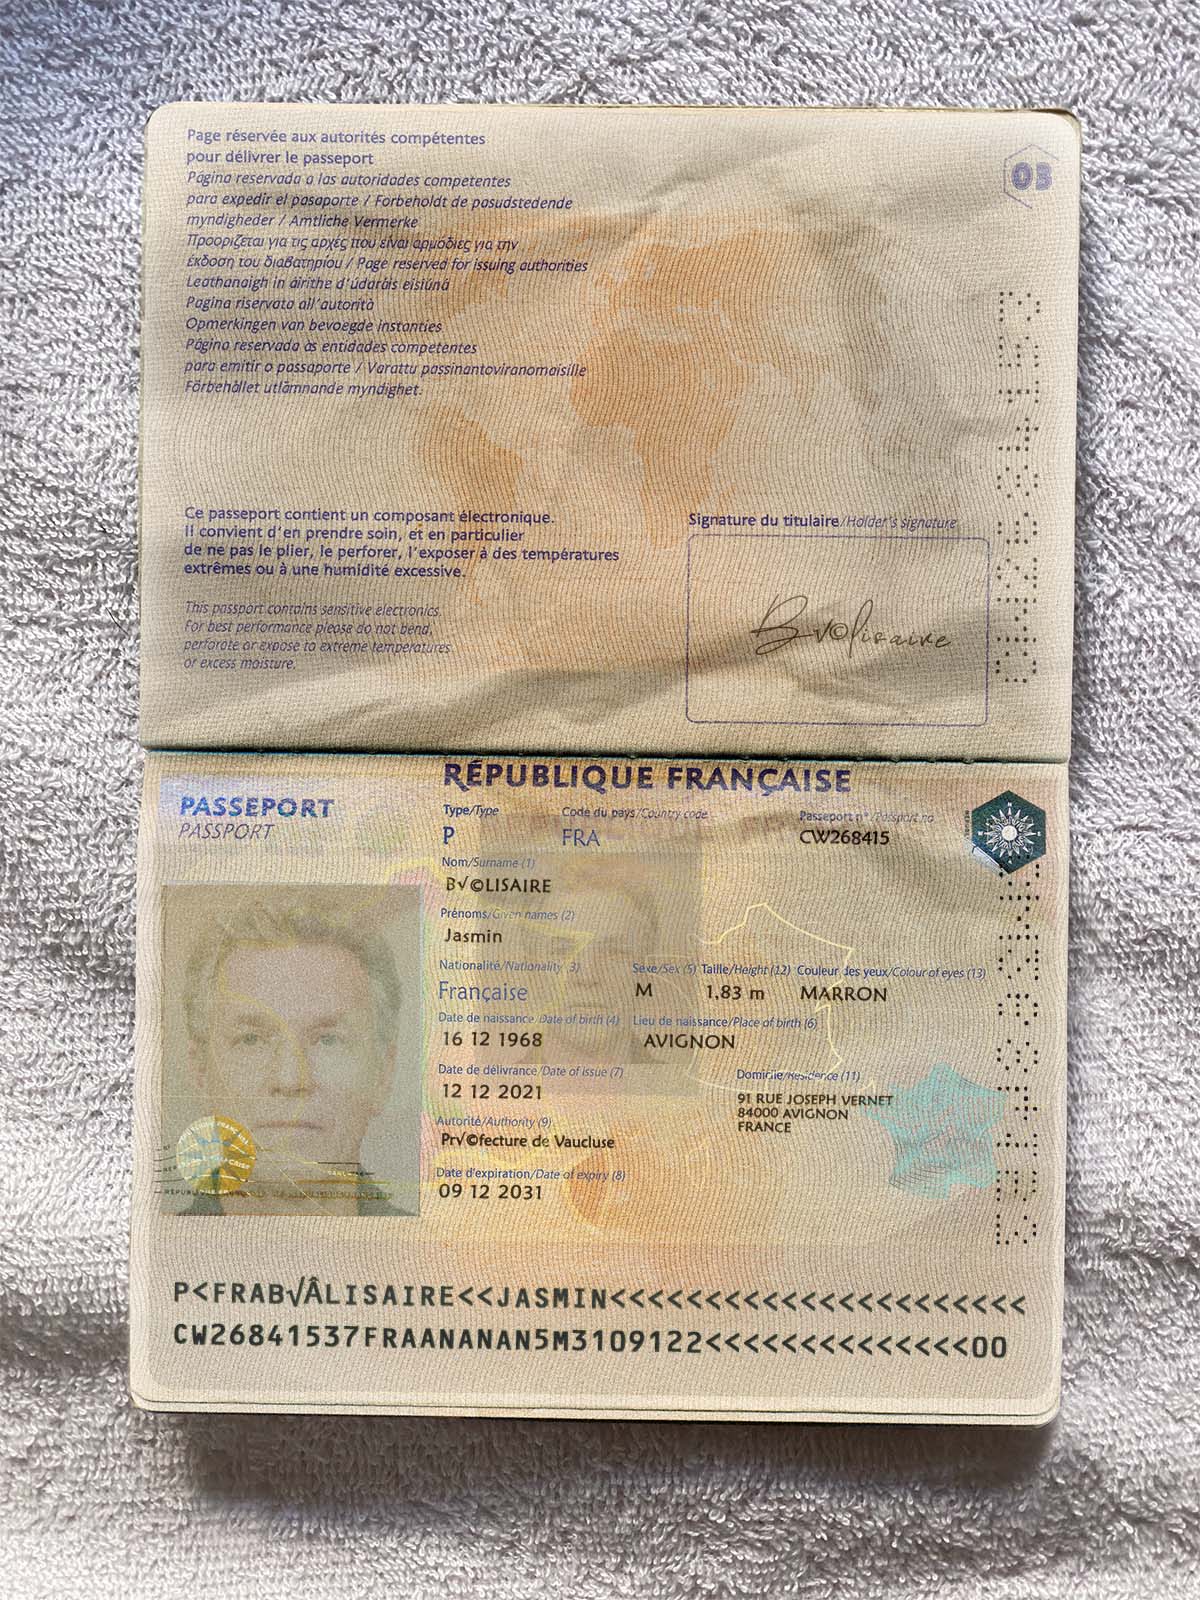 Page réservée aux autorités compétentes
pour délivrer le passeport
Pagina reservada a las autoridades competentes
para expedir el pasaporte / Forbeholdt de pasudstedende
myndigheder / Amtliche Vermerke
Προορίζεται για τις αρχές που είναι αρμόδιες για την
έκδοση του διαβατηρίου / Page reserved for issuing authorities
Leathanaigh in áirithe d'údaráis eisiúna
Pagina riservata all'autorità
Opmerkingen van bevoegde instanties
Página reservada às entidades competentes
para emitir o passaporte / Varattu passinantoviranomaisille
Förbehållet utlämnande myndighet.
03
Ce passeport contient un composant électronique.
Il convient d'en prendre soin, et en particulier
de ne pas le plier, le perforer, l'exposer à des températures
extrêmes ou à une humidité excessive.
This passport contains sensitive electronics.
For best performance please do not bend,
perforate or expose to extreme temperatures
or excess moisture.
Signature du titulaire/Holder's signature
B√©lisaire
RÉPUBLIQUE FRANÇAISE
PASSEPORT
PASSPORT
Type/Type Code du pays/Country code Passeport n°/Passport no
P FRA CW268415
Nom/Surname (1)
B√©LISAIRE
Prénoms/Given names (2)
Jasmin
Nationalité/Nationality (3) Sexe/Sex (5) Taille/Height (12) Couleur des yeux/Colour of eyes (13)
Française M 1,83 m MARRON
Date de naissance/Date of birth (4) Lieu de naissance/Place of birth (6)
16 12 1968 AVIGNON
Date de délivrance/Date of issue (7) Domicile/Residence (11)
12 12 2021 91 RUE JOSEPH VERNET
84000 AVIGNON
FRANCE
Autorité/Authority (9)
Pr√©fecture de Vaucluse
Date d'expiration/Date of expiry (8)
09 12 2031
P<FRAB√ÂLISAIRE<<JASMIN<<<<<<<<<<<<<<<<<<<<<<
CW26841537FRAANANAN5M3109122<<<<<<<<<<<<<<00